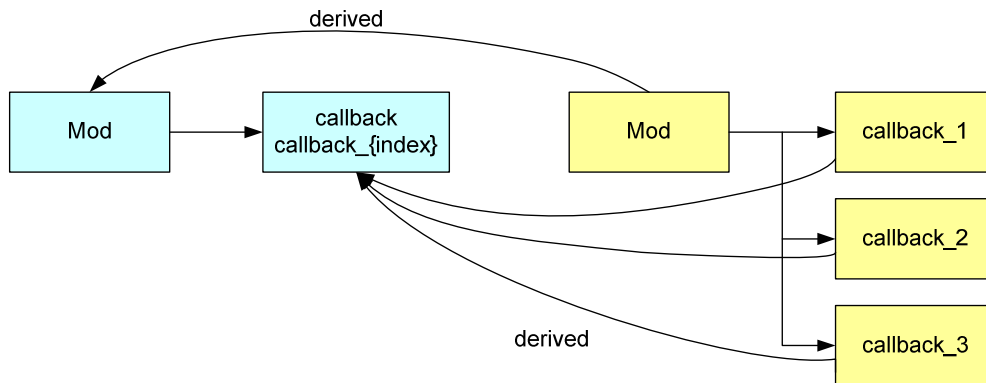 derived
Mod
callback
callback_{index}
Mod
callback_1
callback_2
callback_3
derived